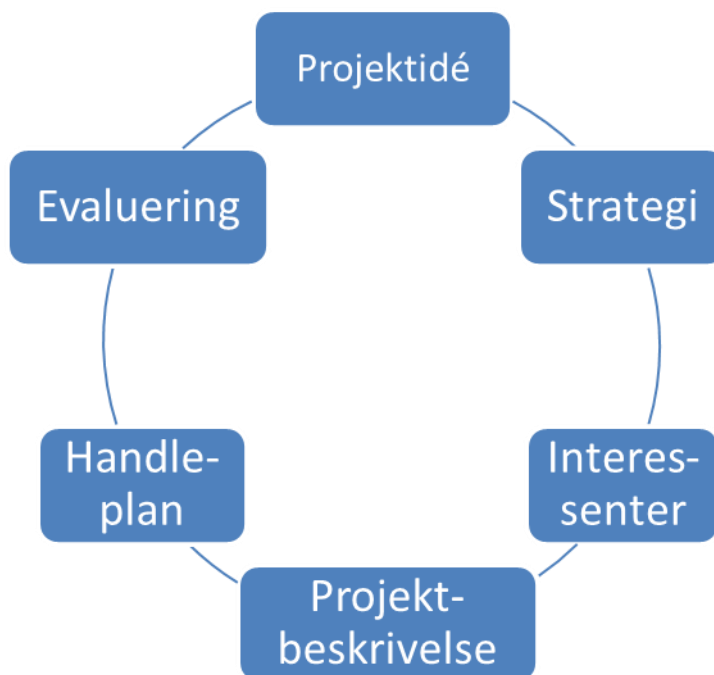 Projektidé
Strategi
Interes-
senter
Projekt-
beskrivelse
Handle-
plan
Evaluering